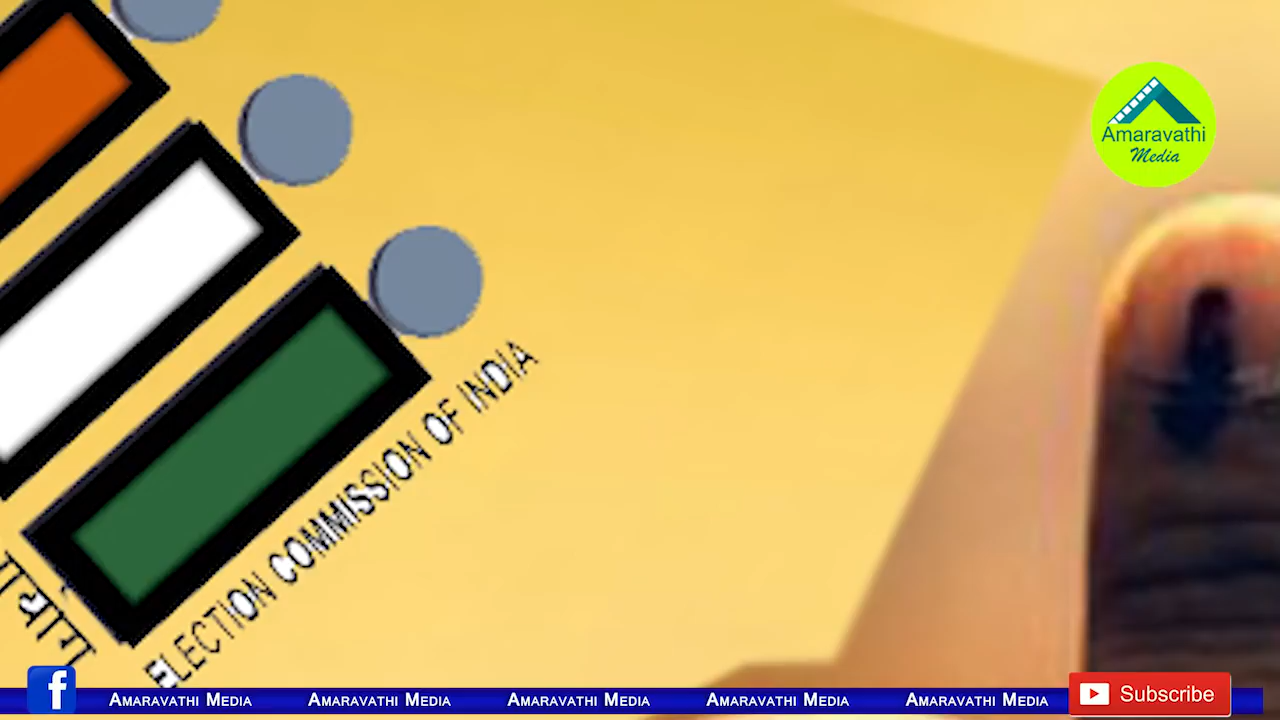 Amaravathi
Media
ELECTION COMMISSION OF INDIA
Amaravathi Media Amaravathi Media Amaravathi Media Amaravathi Media Amaravathi Media
Subscribe